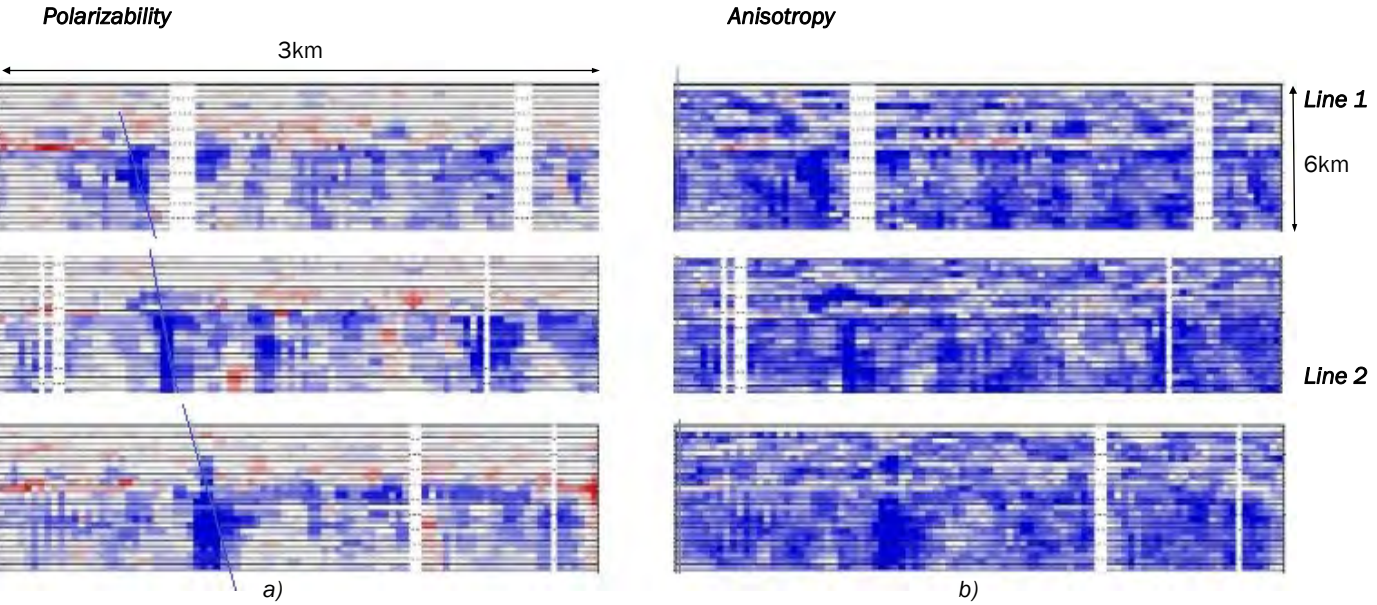 Polarizability
Anisotropy
3km
Line 1
6km
Line 2
a)
b)